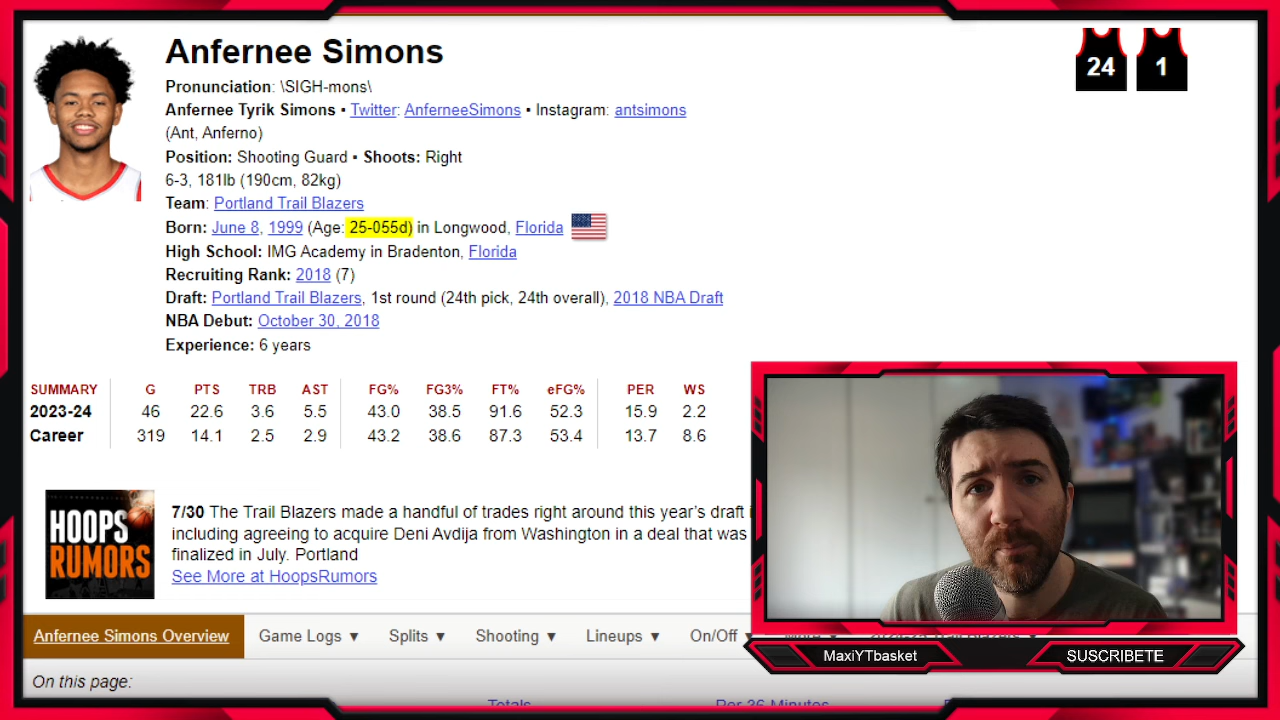 Anfernee Simons
24 1
Pronunciation: \SIGH-mons\
Anfernee Tyrik Simons ▪ Twitter: AnferneeSimons ▪ Instagram: antsimons
(Ant, Anferno)
Position: Shooting Guard ▪ Shoots: Right
6-3, 181lb (190cm, 82kg)
Team: Portland Trail Blazers
Born: June 8, 1999 (Age: 25-055d) in Longwood, Florida
High School: IMG Academy in Bradenton, Florida
Recruiting Rank: 2018 (7)
Draft: Portland Trail Blazers, 1st round (24th pick, 24th overall), 2018 NBA Draft
NBA Debut: October 30, 2018
Experience: 6 years
SUMMARY G PTS TRB AST FG% FG3% FT% eFG% PER WS
2023-24 46 22.6 3.6 5.5 43.0 38.5 91.6 52.3 15.9 2.2
Career 319 14.1 2.5 2.9 43.2 38.6 87.3 53.4 13.7 8.6
HOOPS
RUMORS
7/30 The Trail Blazers made a handful of trades right around this year's draft
including agreeing to acquire Deni Avdija from Washington in a deal that was
finalized in July. Portland
See More at HoopsRumors
Anfernee Simons Overview Game Logs ▼ Splits ▼ Shooting ▼ Lineups ▼ On/Off
MaxiYTbasket SUSCRIBETE
On this page:
Totals Per 36 Minutes